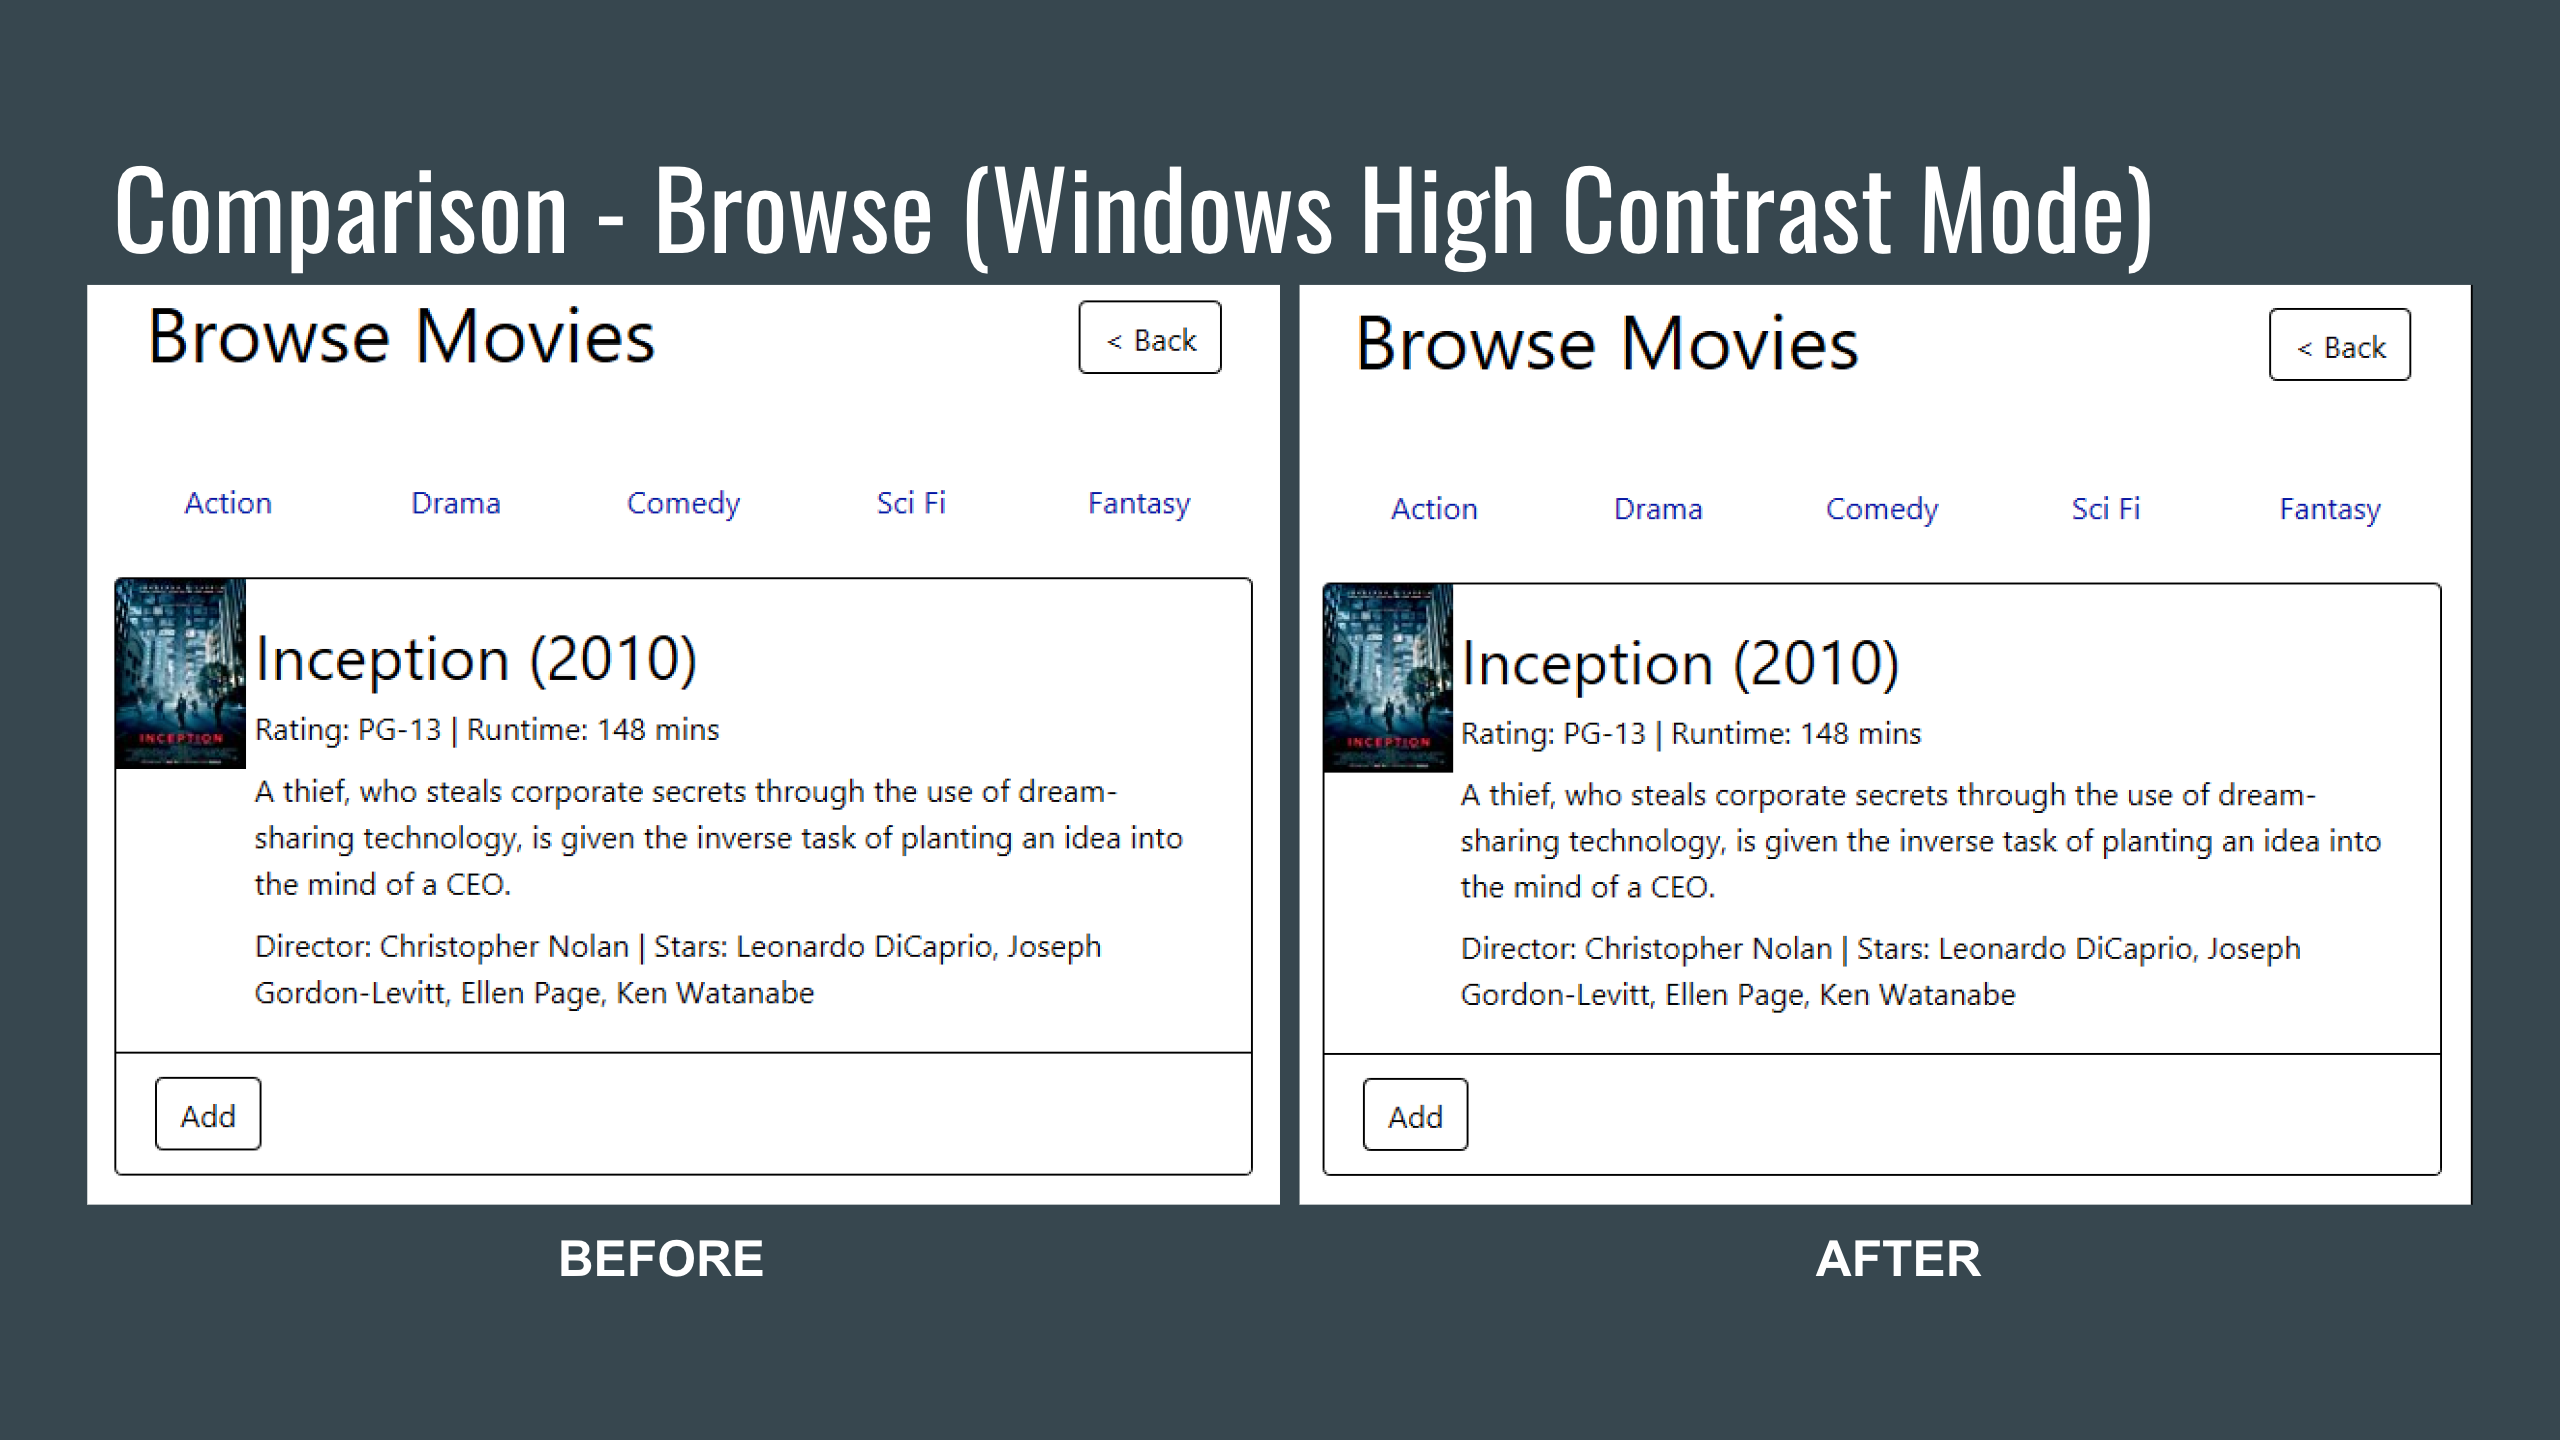 Comparison - Browse (Windows High Contrast Mode)
Browse Movies
< Back
Action Drama Comedy Sci Fi Fantasy
INCEPTION
Inception (2010)
Rating: PG-13 | Runtime: 148 mins
A thief, who steals corporate secrets through the use of dream-
sharing technology, is given the inverse task of planting an idea into
the mind of a CEO.
Director: Christopher Nolan | Stars: Leonardo DiCaprio, Joseph
Gordon-Levitt, Ellen Page, Ken Watanabe
Add
BEFORE
Browse Movies
< Back
Action Drama Comedy Sci Fi Fantasy
INCEPTION
Inception (2010)
Rating: PG-13 | Runtime: 148 mins
A thief, who steals corporate secrets through the use of dream-
sharing technology, is given the inverse task of planting an idea into
the mind of a CEO.
Director: Christopher Nolan | Stars: Leonardo DiCaprio, Joseph
Gordon-Levitt, Ellen Page, Ken Watanabe
Add
AFTER